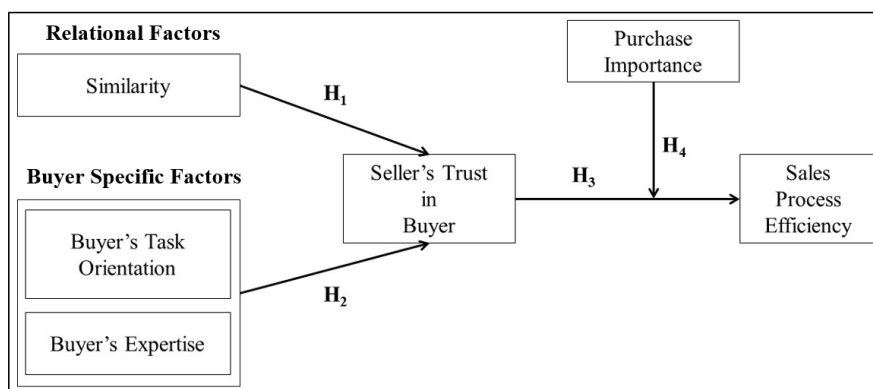 Relational Factors
Similarity
H₁
Purchase
Importance
H₄
Buyer Specific Factors
Buyer’s Task
Orientation
Buyer’s Expertise
H₂
Seller’s Trust
in
Buyer
H₃
Sales
Process
Efficiency